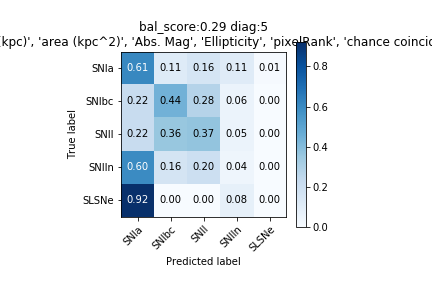 bal_score:0.29 diag:5
(kpc)', 'area (kpc^2)', 'Abs. Mag', 'Ellipticity', 'pixelRank', 'chance coincid
True label
SNIa 0.61 0.11 0.16 0.11 0.01
SNIbc 0.22 0.44 0.28 0.06 0.00
SNII 0.22 0.36 0.37 0.05 0.00
SNIIn 0.60 0.16 0.20 0.04 0.00
SLSNe 0.92 0.00 0.00 0.08 0.00
SNIa SNIbc SNII SNIIn SLSNe
Predicted label
0.8
0.6
0.4
0.2
0.0